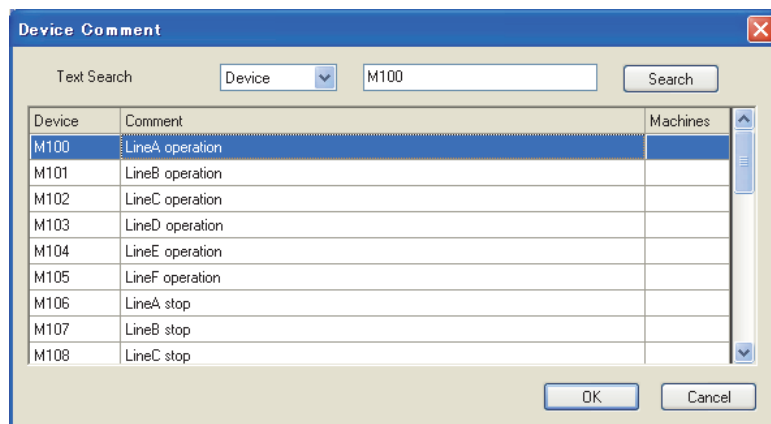 Device Comment
Text Search Device M100 Search
Device Comment Machines
M100 LineA operation
M101 LineB operation
M102 LineC operation
M103 LineD operation
M104 LineE operation
M105 LineF operation
M106 LineA stop
M107 LineB stop
M108 LineC stop
OK Cancel